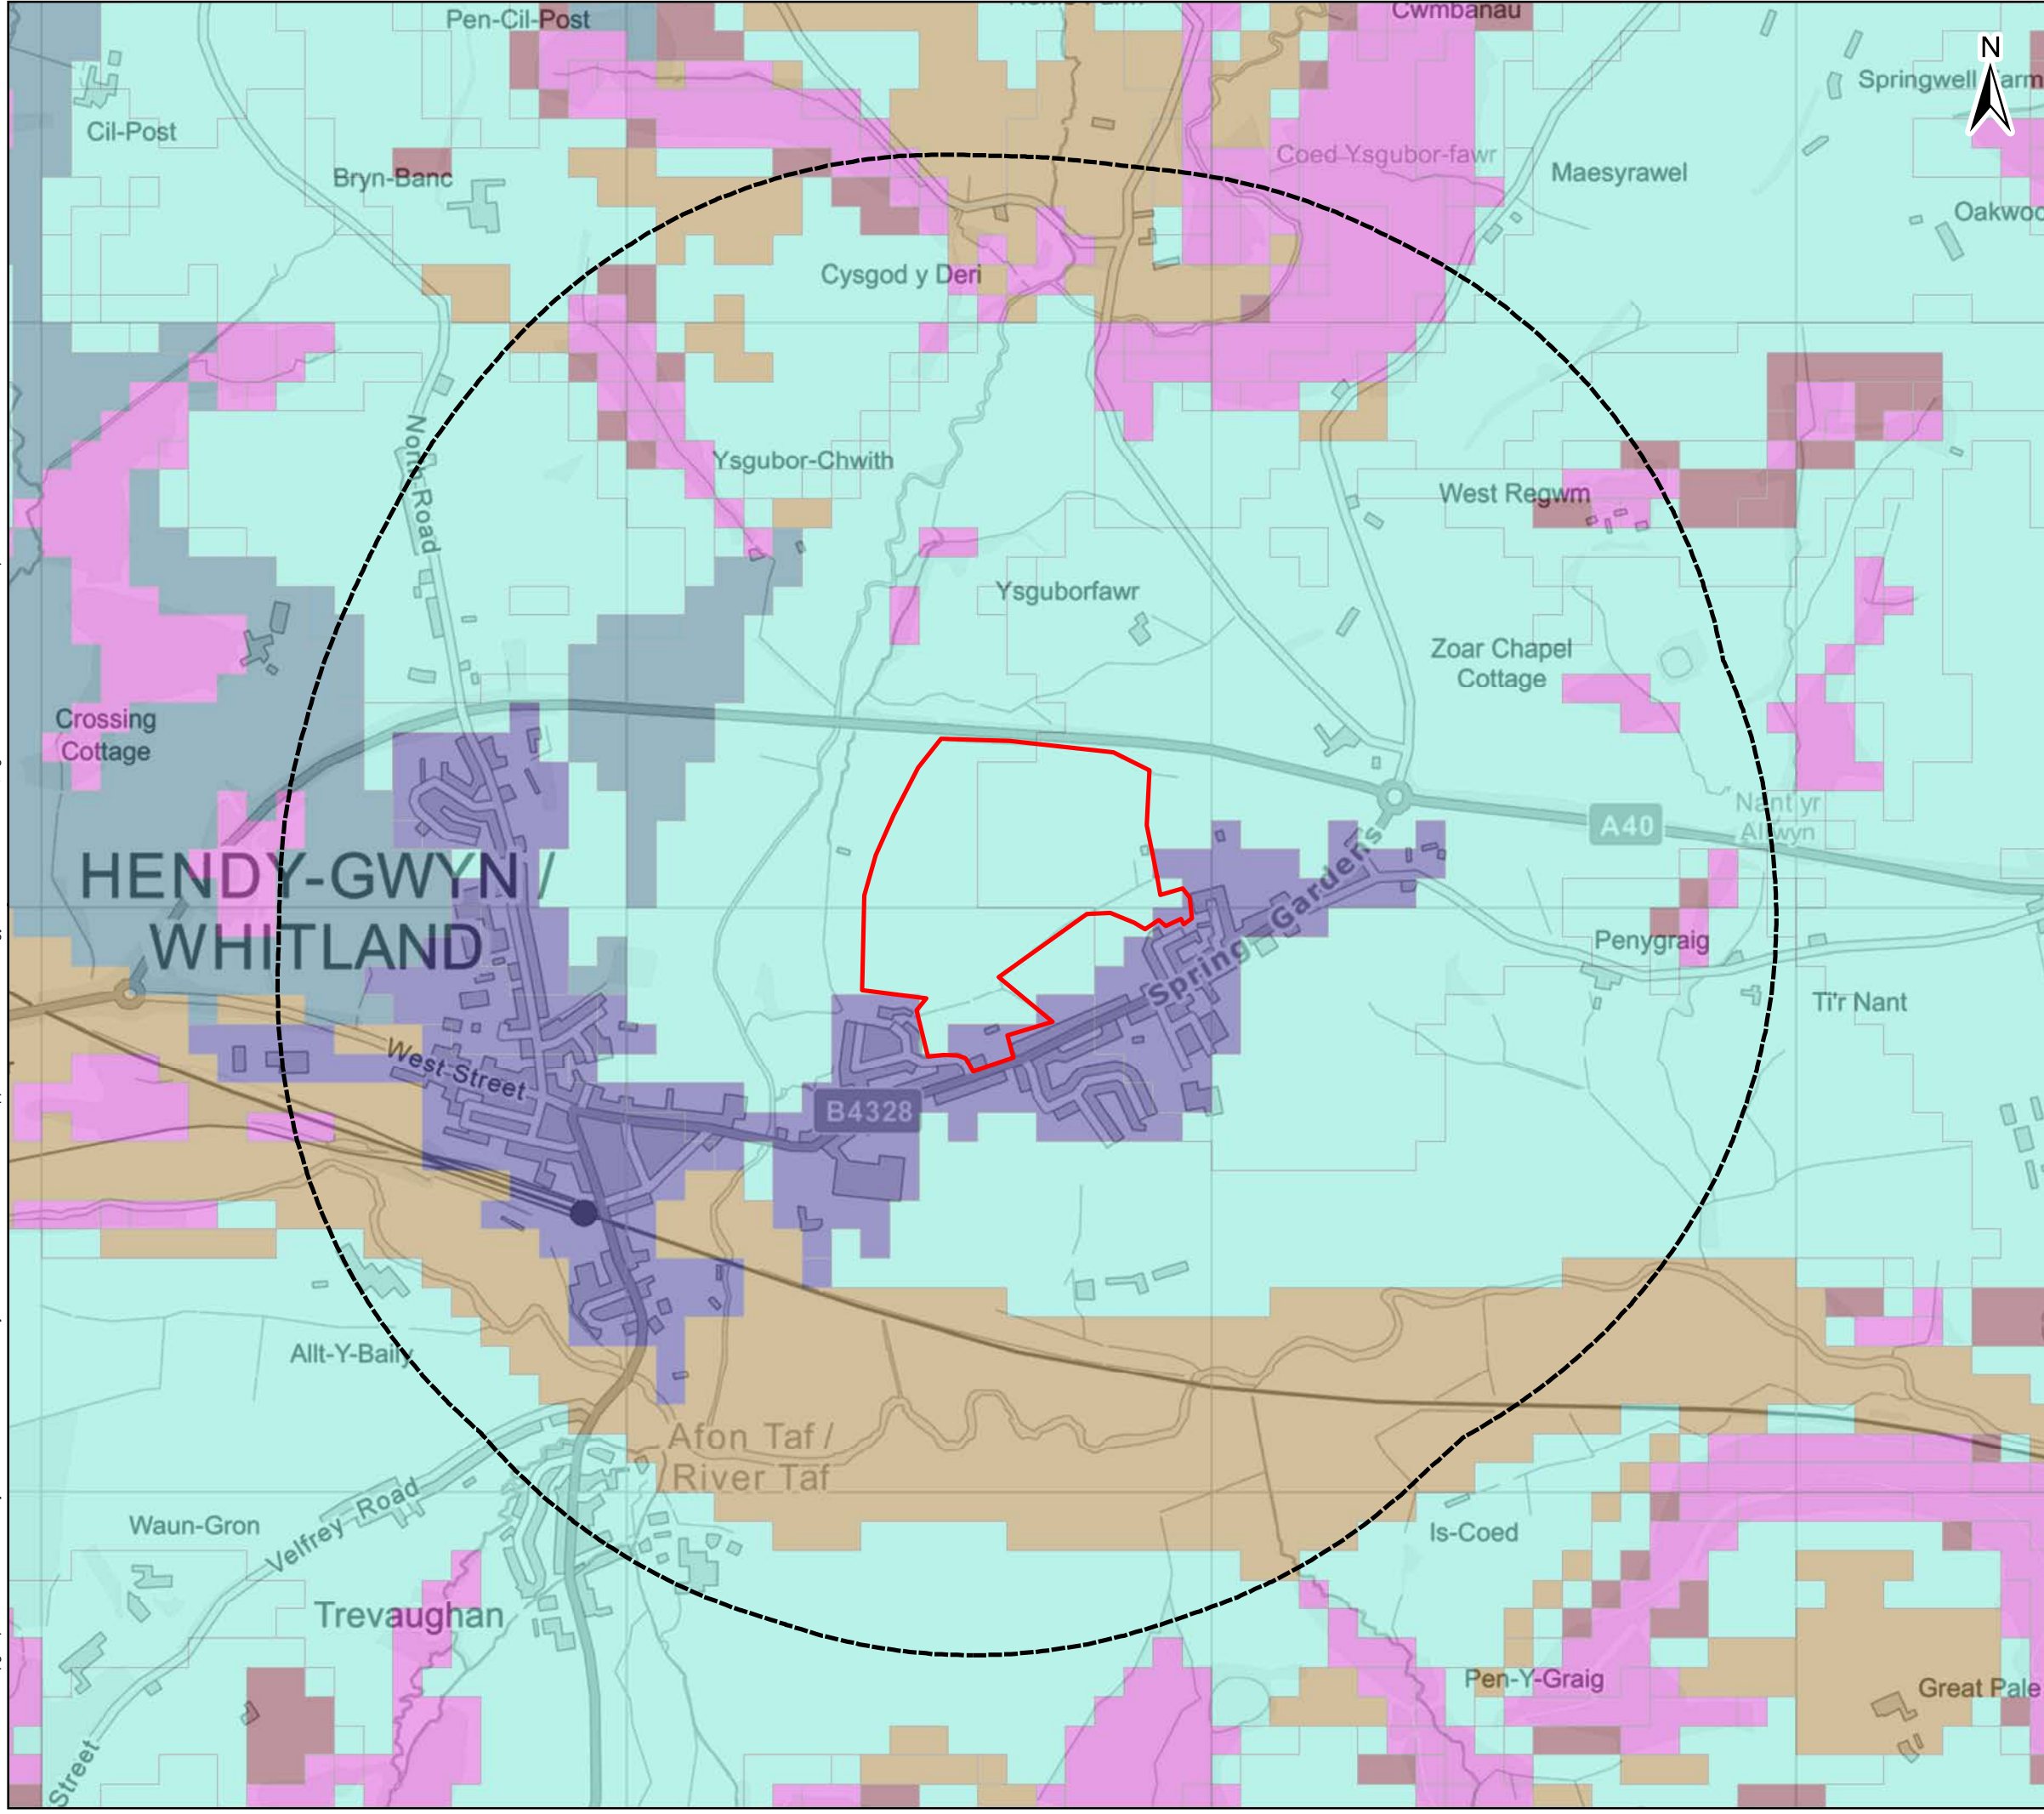 Pen-Cil-Post
Cwmbanau
N
Springwell Farm
Cil-Post
Bryn-Banc
Coed Ysgubor-fawr
Maesyrawel
Cysgod y Deri
North Road
Ysgubor-Chwith
West Regwm
Ysguborfawr
Zoar Chapel
Cottage
Crossing
Cottage
Nant yr
A40
HENDY-GWYN /
WHITLAND
Spring Gardens
Penygraig
Ti'r Nant
West Street
B4328
Allt-Y-Baily
Afon Taf /
River Taf
Velfrey Road
Waun-Gron
Is-Coed
Trevaughan
Pen-Y-Graig
Great Pale
Street